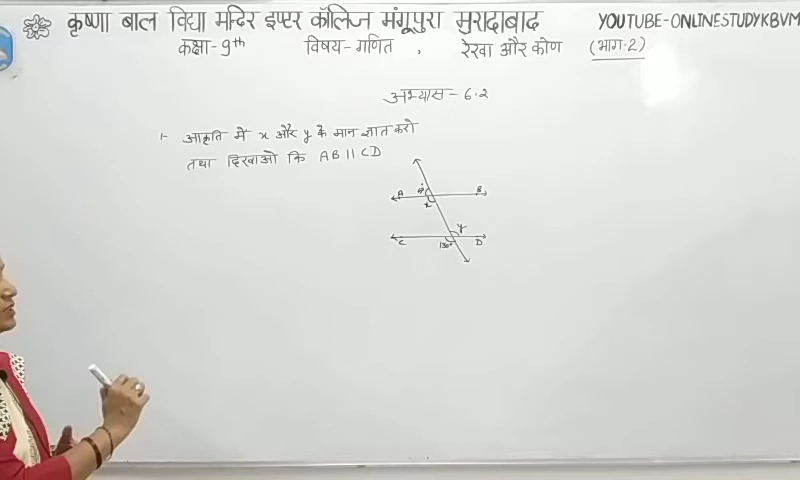 कृष्णा बाल विद्या मन्दिर इण्टर कॉलिज मंगूपुरा मुरादाबाद
YOUTUBE-ONLINESTUDYKBVM
कक्षा-9th विषय-गणित , रेखा और कोण (भाग-2)
अभ्यास-6.2
1- आकृति में x और y के मान ज्ञात करो
तथा दिखाओ कि AB||CD
A B
x
y
C D
130°